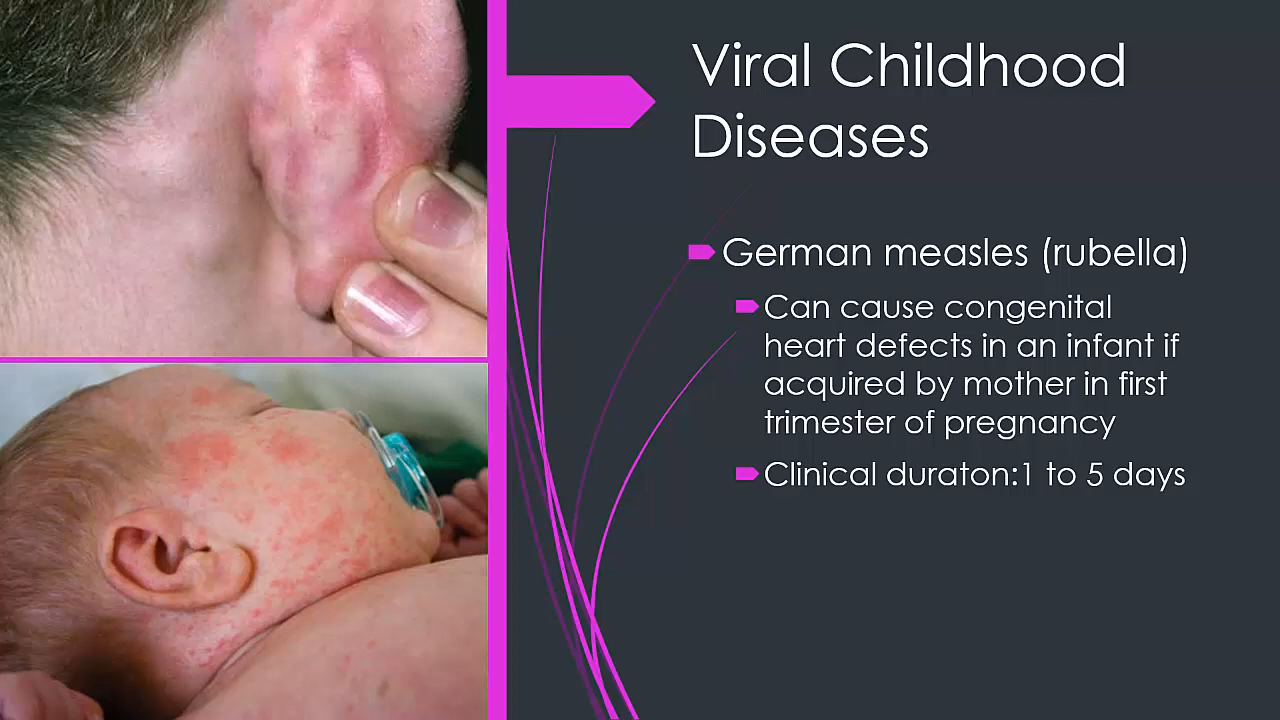 Viral Childhood
Diseases
German measles (rubella)
Can cause congenital
heart defects in an infant if
acquired by mother in first
trimester of pregnancy
Clinical duraton:1 to 5 days